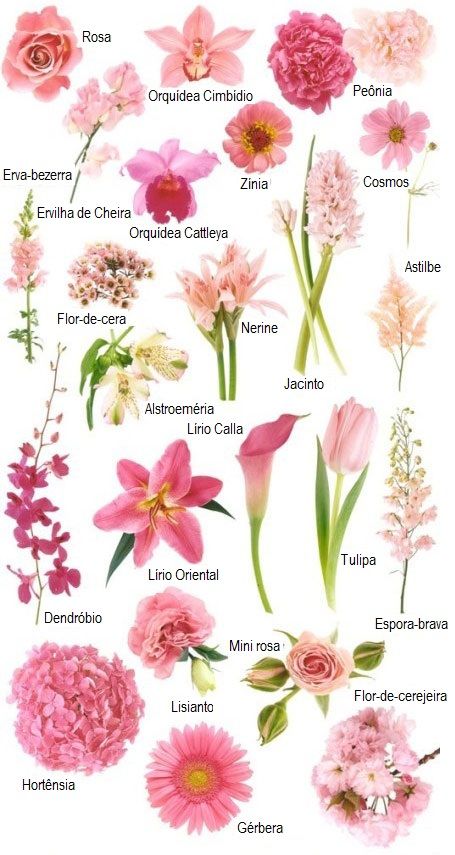 Rosa
Orquídea Cimbídio
Peônia
Erva-bezerra
Zinia
Cosmos
Ervilha de Cheira
Orquídea Cattleya
Astilbe
Flor-de-cera
Nerine
Jacinto
Alstroeméria
Lírio Calla
Lírio Oriental
Tulipa
Dendróbio
Espora-brava
Mini rosa
Flor-de-cerejeira
Lisianto
Hortênsia
Gérbera